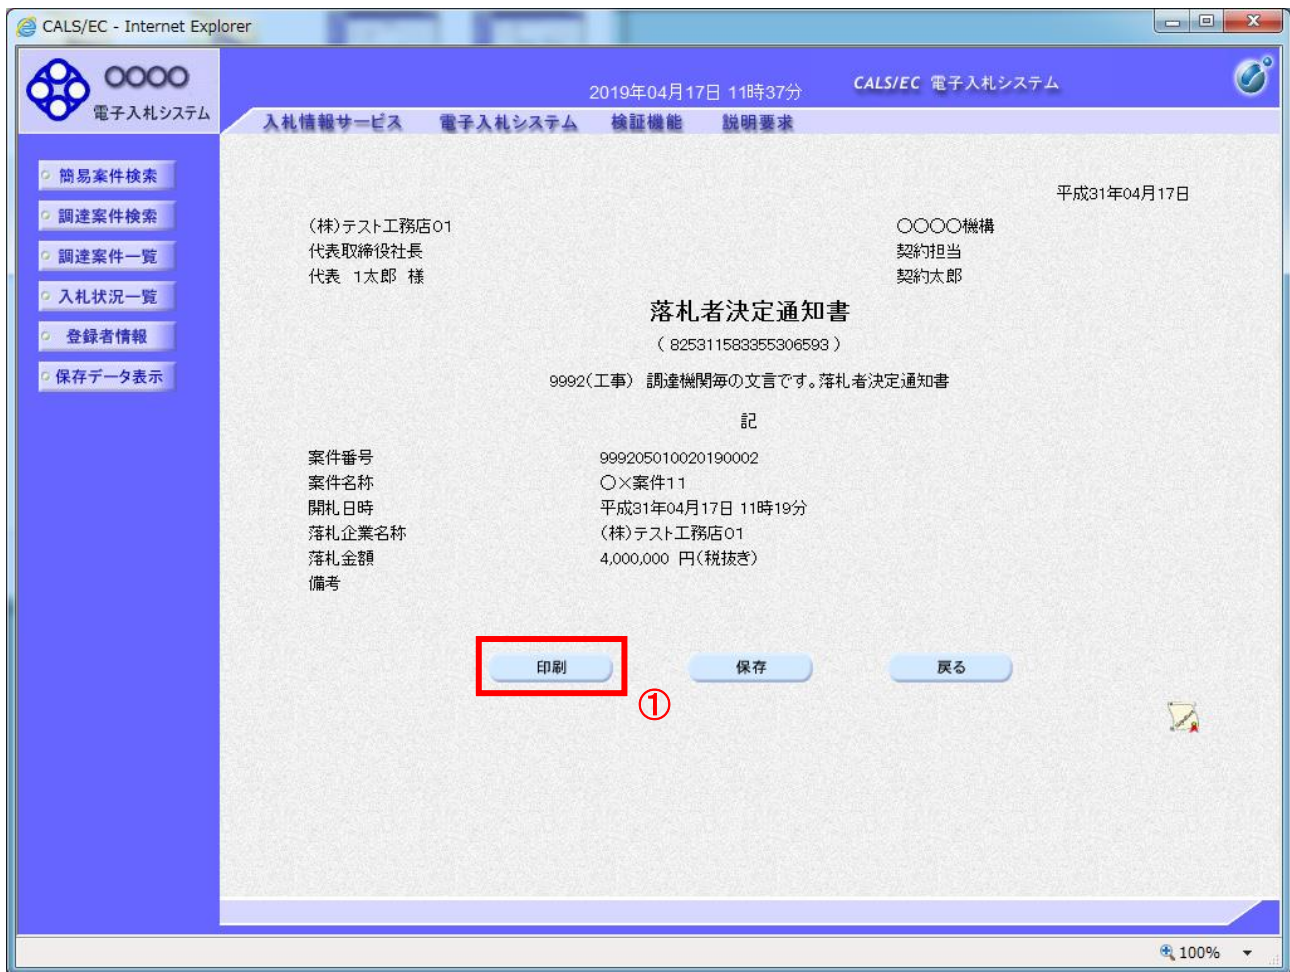 CALS/EC - Internet Explorer
〇〇〇〇
電子入札システム
2019年04月17日 11時37分
CALS/EC 電子入札システム
入札情報サービス 電子入札システム 検証機能 説明要求
簡易案件検索
調達案件検索
調達案件一覧
入札状況一覧
登録者情報
保存データ表示
平成31年04月17日
(株)テスト工務店01
代表取締役社長
代表 1太郎 様
〇〇〇〇機構
契約担当
契約太郎
落札者決定通知書
( 825311583355306593 )
9992(工事) 調達機関毎の文言です。落札者決定通知書
記
案件番号 999205010020190002
案件名称 〇×案件11
開札日時 平成31年04月17日 11時19分
落札企業名称 (株)テスト工務店01
落札金額 4,000,000 円(税抜き)
備考
印刷 保存 戻る
①
100%